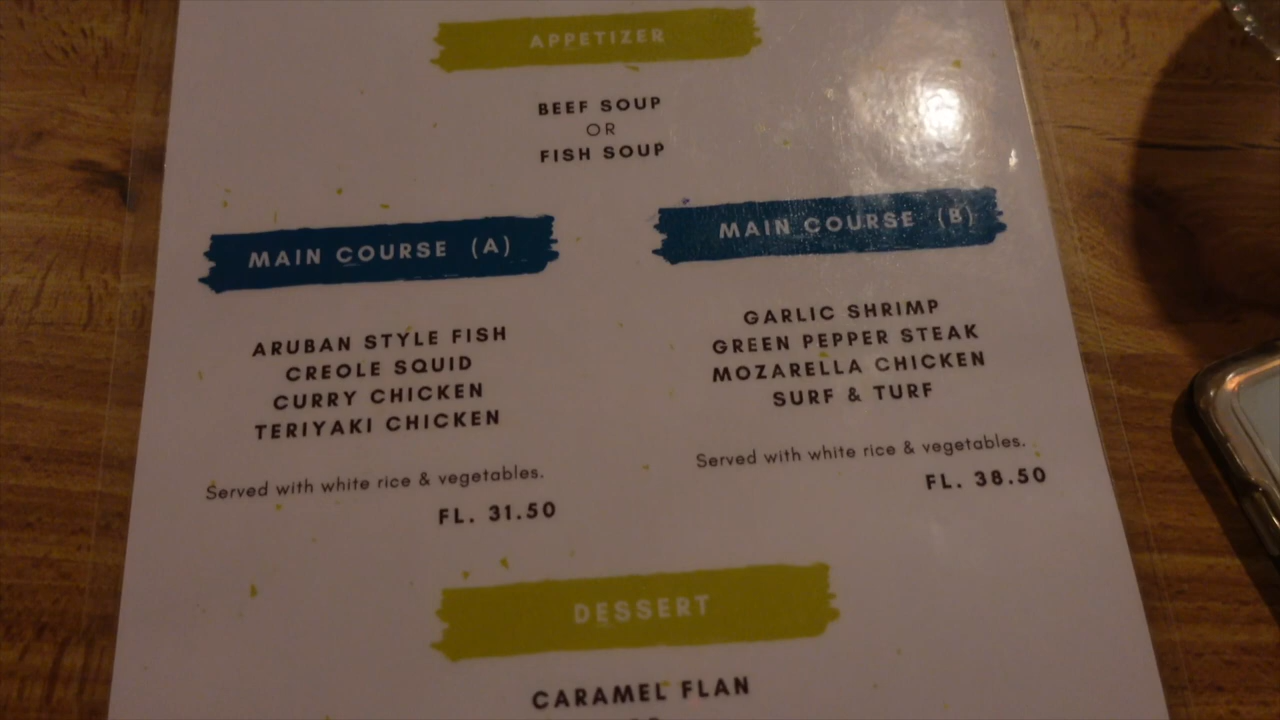 APPETIZER
BEEF SOUP
OR
FISH SOUP
MAIN COURSE (A)
ARUBAN STYLE FISH
CREOLE SQUID
CURRY CHICKEN
TERIYAKI CHICKEN
Served with white rice & vegetables.
FL. 31.50
MAIN COURSE (B)
GARLIC SHRIMP
GREEN PEPPER STEAK
MOZARELLA CHICKEN
SURF & TURF
Served with white rice & vegetables.
FL. 38.50
DESSERT
CARAMEL FLAN